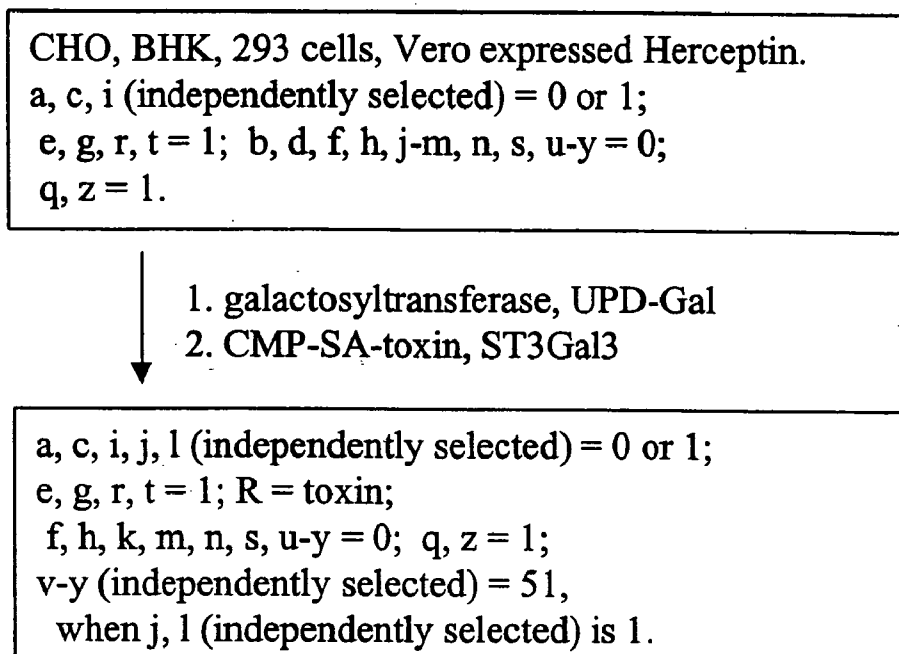 CHO, BHK, 293 cells, Vero expressed Herceptin.
a, c, i (independently selected) = 0 or 1;
e, g, r, t = 1; b, d, f, h, j-m, n, s, u-y = 0;
q, z = 1.
1. galactosyltransferase, UPD-Gal
2. CMP-SA-toxin, ST3Gal3
a, c, i, j, l (independently selected) = 0 or 1;
e, g, r, t = 1; R = toxin;
f, h, k, m, n, s, u-y = 0; q, z = 1;
v-y (independently selected) = 51,
when j, l (independently selected) is 1.